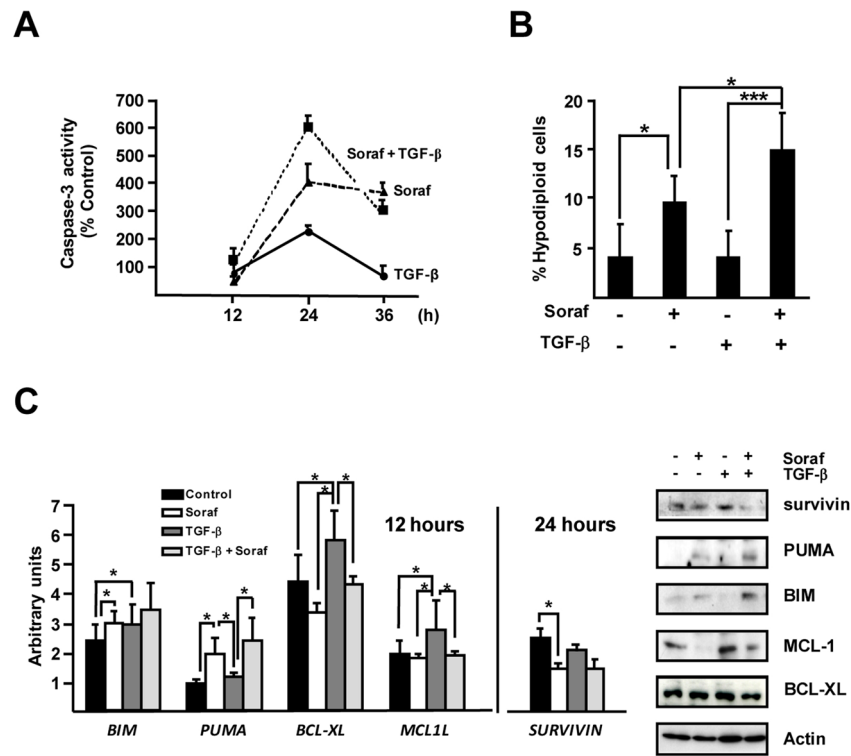 A
Caspase-3 activity
(% Control)
700
600
500
400
300
200
100
Soraf + TGF-β
Soraf
TGF-β
12 24 36 (h)
B
% Hypodiploid cells
20
15
10
5
* * ***
Soraf - + - +
TGF-β - - + +
C
Arbitrary units
7
6
5
4
3
2
1
Control
Soraf
TGF-β
TGF-β + Soraf
12 hours
24 hours
* * * * * * * * * * * *
BIM PUMA BCL-XL MCL1L SURVIVIN
- + - + Soraf
- - + + TGF-β
survivin
PUMA
BIM
MCL-1
BCL-XL
Actin